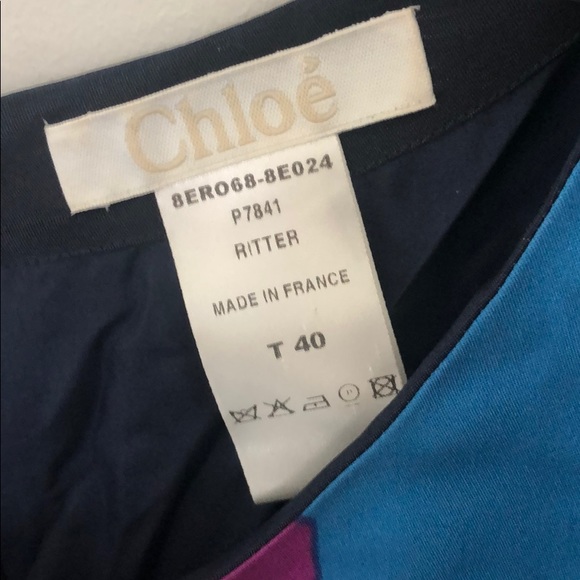 Chloé
8ERO68-8E024
P7841
RITTER
MADE IN FRANCE
T 40